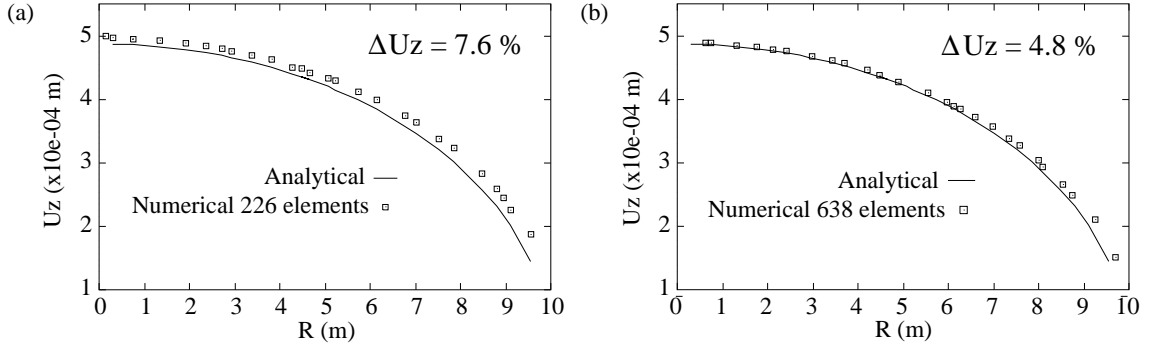 (a)
ΔUz = 7.6 %
Uz (x10e-04 m)
5
4
3
2
1
Analytical
Numerical 226 elements
0 1 2 3 4 5 6 7 8 9 10
R (m)
(b)
ΔUz = 4.8 %
Uz (x10e-04 m)
5
4
3
2
1
Analytical
Numerical 638 elements
0 1 2 3 4 5 6 7 8 9 10
R (m)